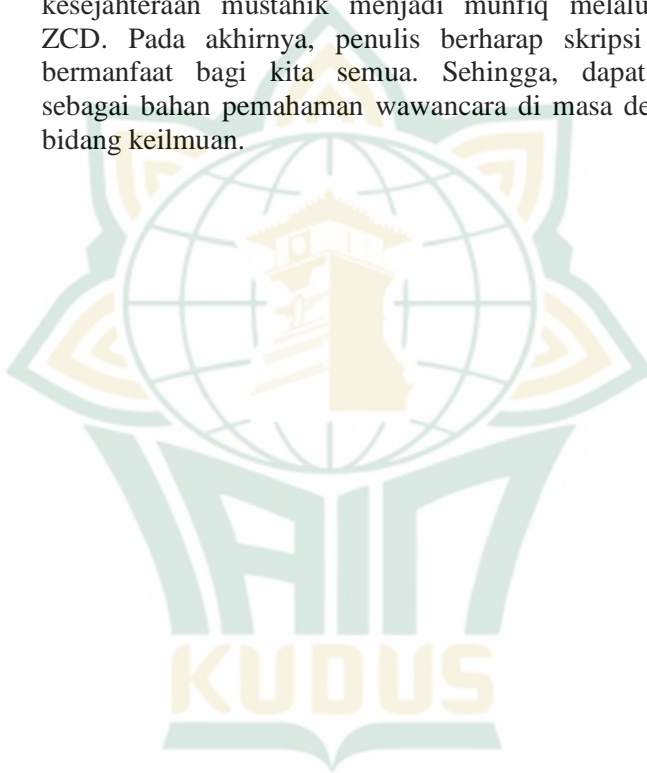 kesejahteraan mustahik menjadi munfiq melalu
ZCD. Pada akhirnya, penulis berharap skripsi
bermanfaat bagi kita semua. Sehingga, dapat
sebagai bahan pemahaman wawancara di masa de
bidang keilmuan.
IAIN
KUDUS